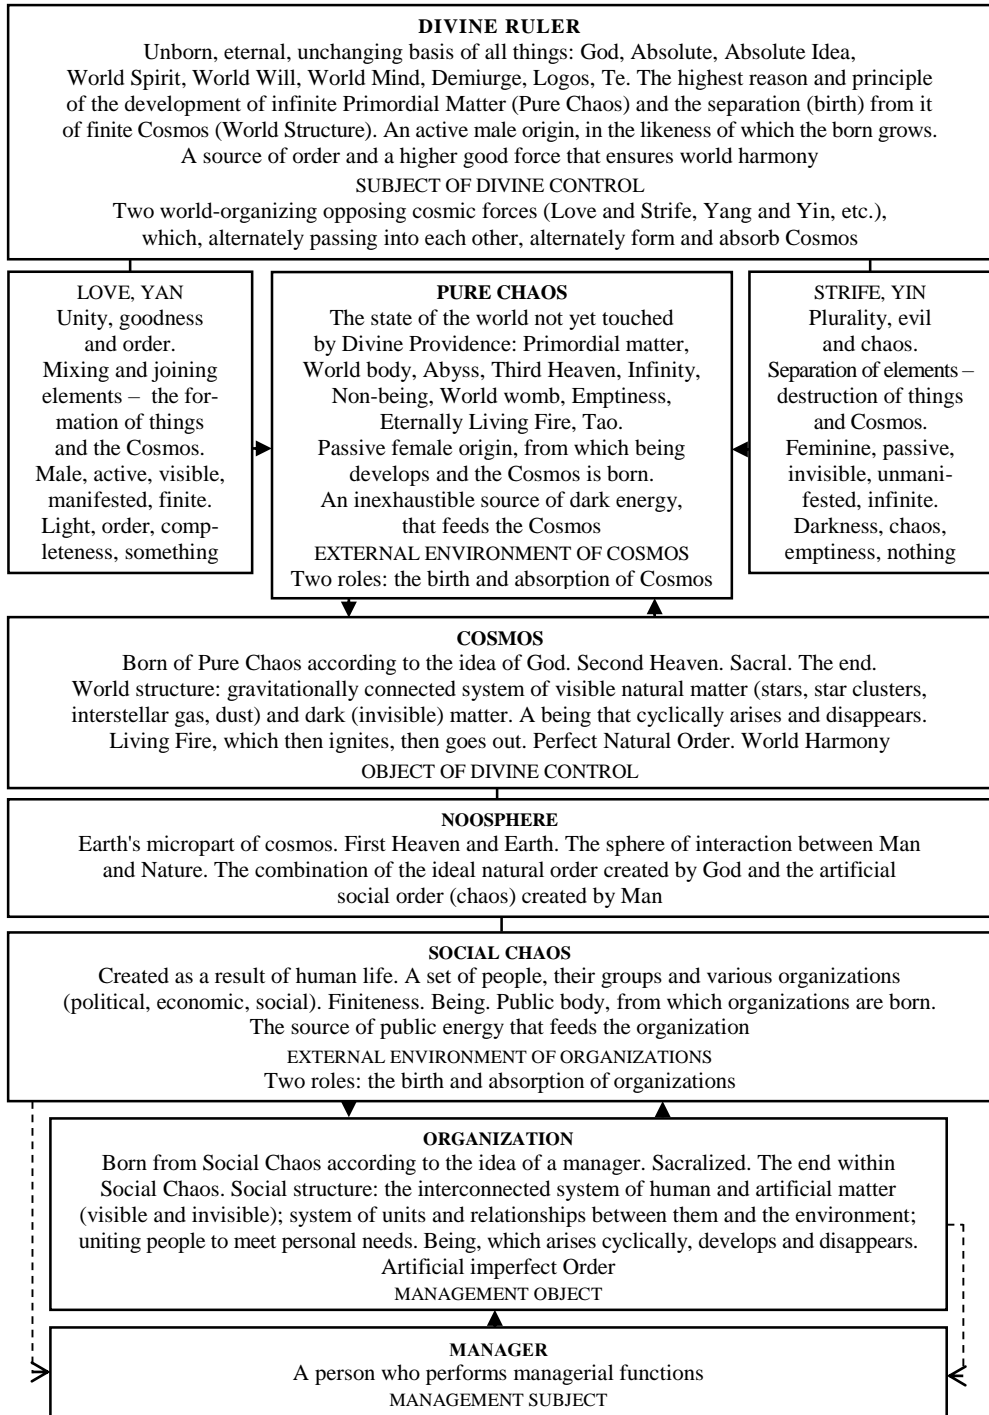 DIVINE RULER
Unborn, eternal, unchanging basis of all things: God, Absolute, Absolute Idea,
World Spirit, World Will, World Mind, Demiurge, Logos, Te. The highest reason and principle
of the development of infinite Primordial Matter (Pure Chaos) and the separation (birth) from it
of finite Cosmos (World Structure). An active male origin, in the likeness of which the born grows.
A source of order and a higher good force that ensures world harmony
SUBJECT OF DIVINE CONTROL
Two world-organizing opposing cosmic forces (Love and Strife, Yang and Yin, etc.),
which, alternately passing into each other, alternately form and absorb Cosmos
LOVE, YAN
Unity, goodness
and order.
Mixing and joining
elements – the for-
mation of things
and the Cosmos.
Male, active, visible,
manifested, finite.
Light, order, comp-
leteness, something
PURE CHAOS
The state of the world not yet touched
by Divine Providence: Primordial matter,
World body, Abyss, Third Heaven, Infinity,
Non-being, World womb, Emptiness,
Eternally Living Fire, Tao.
Passive female origin, from which being
develops and the Cosmos is born.
An inexhaustible source of dark energy,
that feeds the Cosmos
EXTERNAL ENVIRONMENT OF COSMOS
Two roles: the birth and absorption of Cosmos
STRIFE, YIN
Plurality, evil
and chaos.
Separation of elements –
destruction of things
and Cosmos.
Feminine, passive,
invisible, unmani-
fested, infinite.
Darkness, chaos,
emptiness, nothing
COSMOS
Born of Pure Chaos according to the idea of God. Second Heaven. Sacral. The end.
World structure: gravitationally connected system of visible natural matter (stars, star clusters,
interstellar gas, dust) and dark (invisible) matter. A being that cyclically arises and disappears.
Living Fire, which then ignites, then goes out. Perfect Natural Order. World Harmony
OBJECT OF DIVINE CONTROL
NOOSPHERE
Earth's micropart of cosmos. First Heaven and Earth. The sphere of interaction between Man
and Nature. The combination of the ideal natural order created by God and the artificial
social order (chaos) created by Man
SOCIAL CHAOS
Created as a result of human life. A set of people, their groups and various organizations
(political, economic, social). Finiteness. Being. Public body, from which organizations are born.
The source of public energy that feeds the organization
EXTERNAL ENVIRONMENT OF ORGANIZATIONS
Two roles: the birth and absorption of organizations
ORGANIZATION
Born from Social Chaos according to the idea of a manager. Sacralized. The end within
Social Chaos. Social structure: the interconnected system of human and artificial matter
(visible and invisible); system of units and relationships between them and the environment;
uniting people to meet personal needs. Being, which arises cyclically, develops and disappears.
Artificial imperfect Order
MANAGEMENT OBJECT
MANAGER
A person who performs managerial functions
MANAGEMENT SUBJECT